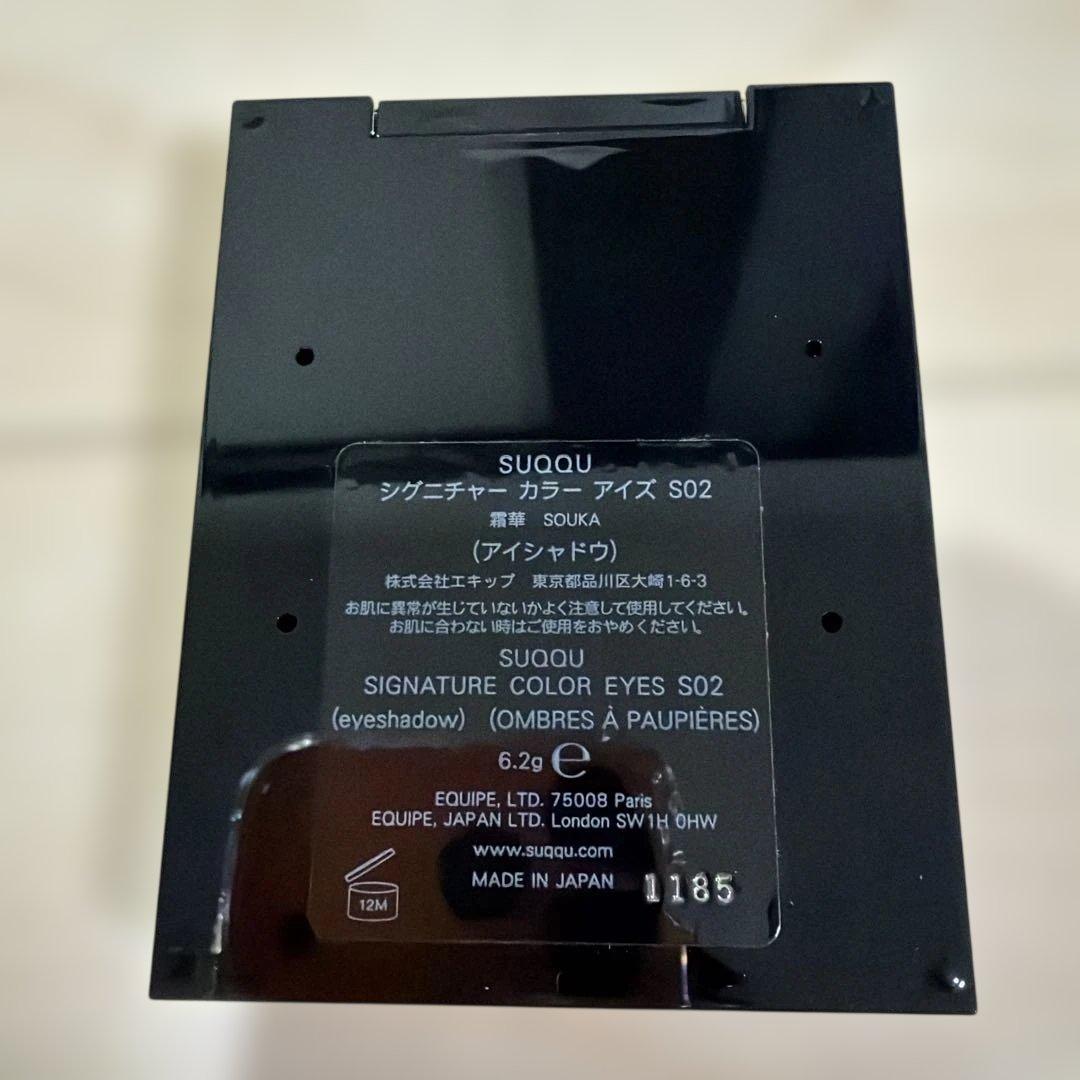 SUQQU
シグニチャー カラー アイズ S02
霜華 SOUKA
(アイシャドウ)
株式会社エキップ 東京都品川区大崎1-6-3
お肌に異常が生じていないかよく注意して使用してください。
お肌に合わない時はご使用をおやめください。
SUQQU
SIGNATURE COLOR EYES S02
(eyeshadow) (OMBRES À PAUPIÈRES)
6.2g ℮
EQUIPE, LTD. 75008 Paris
EQUIPE, JAPAN LTD. London SW1H 0HW
www.suqqu.com
MADE IN JAPAN 1185
12M